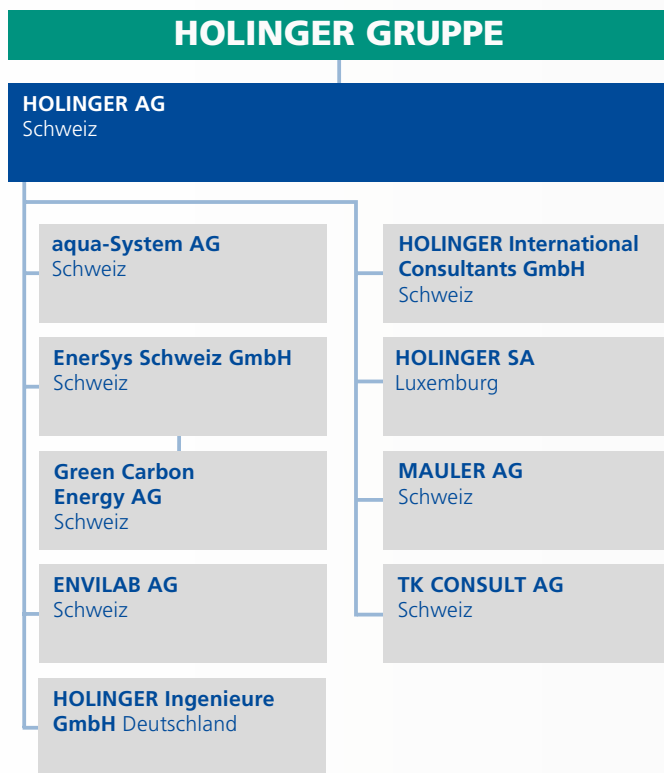 HOLINGER GRUPPE
HOLINGER AG
Schweiz
aqua-System AG
Schweiz
EnerSys Schweiz GmbH
Schweiz
Green Carbon
Energy AG
Schweiz
ENVILAB AG
Schweiz
HOLINGER Ingenieure
GmbH Deutschland
HOLINGER International
Consultants GmbH
Schweiz
HOLINGER SA
Luxemburg
MAULER AG
Schweiz
TK CONSULT AG
Schweiz